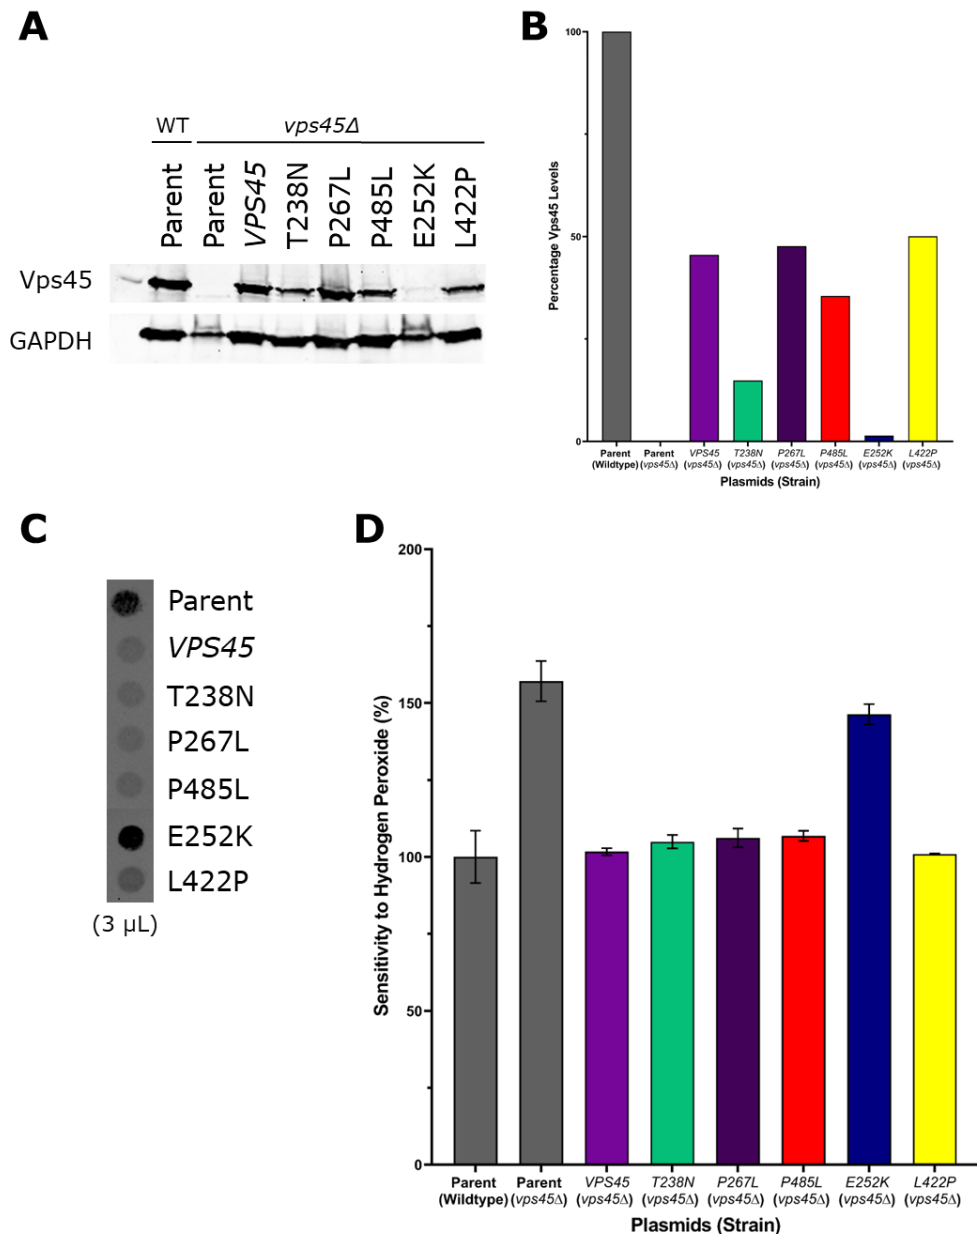 A
WT
vps45Δ
Parent
Parent
VPS45
T238N
P267L
P485L
E252K
L422P
Vps45
GAPDH
B
Percentage Vps45 Levels
100
50
0
Parent
(Wildtype)
Parent
(vps45Δ)
VPS45
(vps45Δ)
T238N
(vps45Δ)
P267L
(vps45Δ)
P485L
(vps45Δ)
E252K
(vps45Δ)
L422P
(vps45Δ)
Plasmids (Strain)
C
Parent
VPS45
T238N
P267L
P485L
E252K
L422P
(3 µL)
D
Sensitivity to Hydrogen Peroxide (%)
200
150
100
50
0
Parent
(Wildtype)
Parent
(vps45Δ)
VPS45
(vps45Δ)
T238N
(vps45Δ)
P267L
(vps45Δ)
P485L
(vps45Δ)
E252K
(vps45Δ)
L422P
(vps45Δ)
Plasmids (Strain)